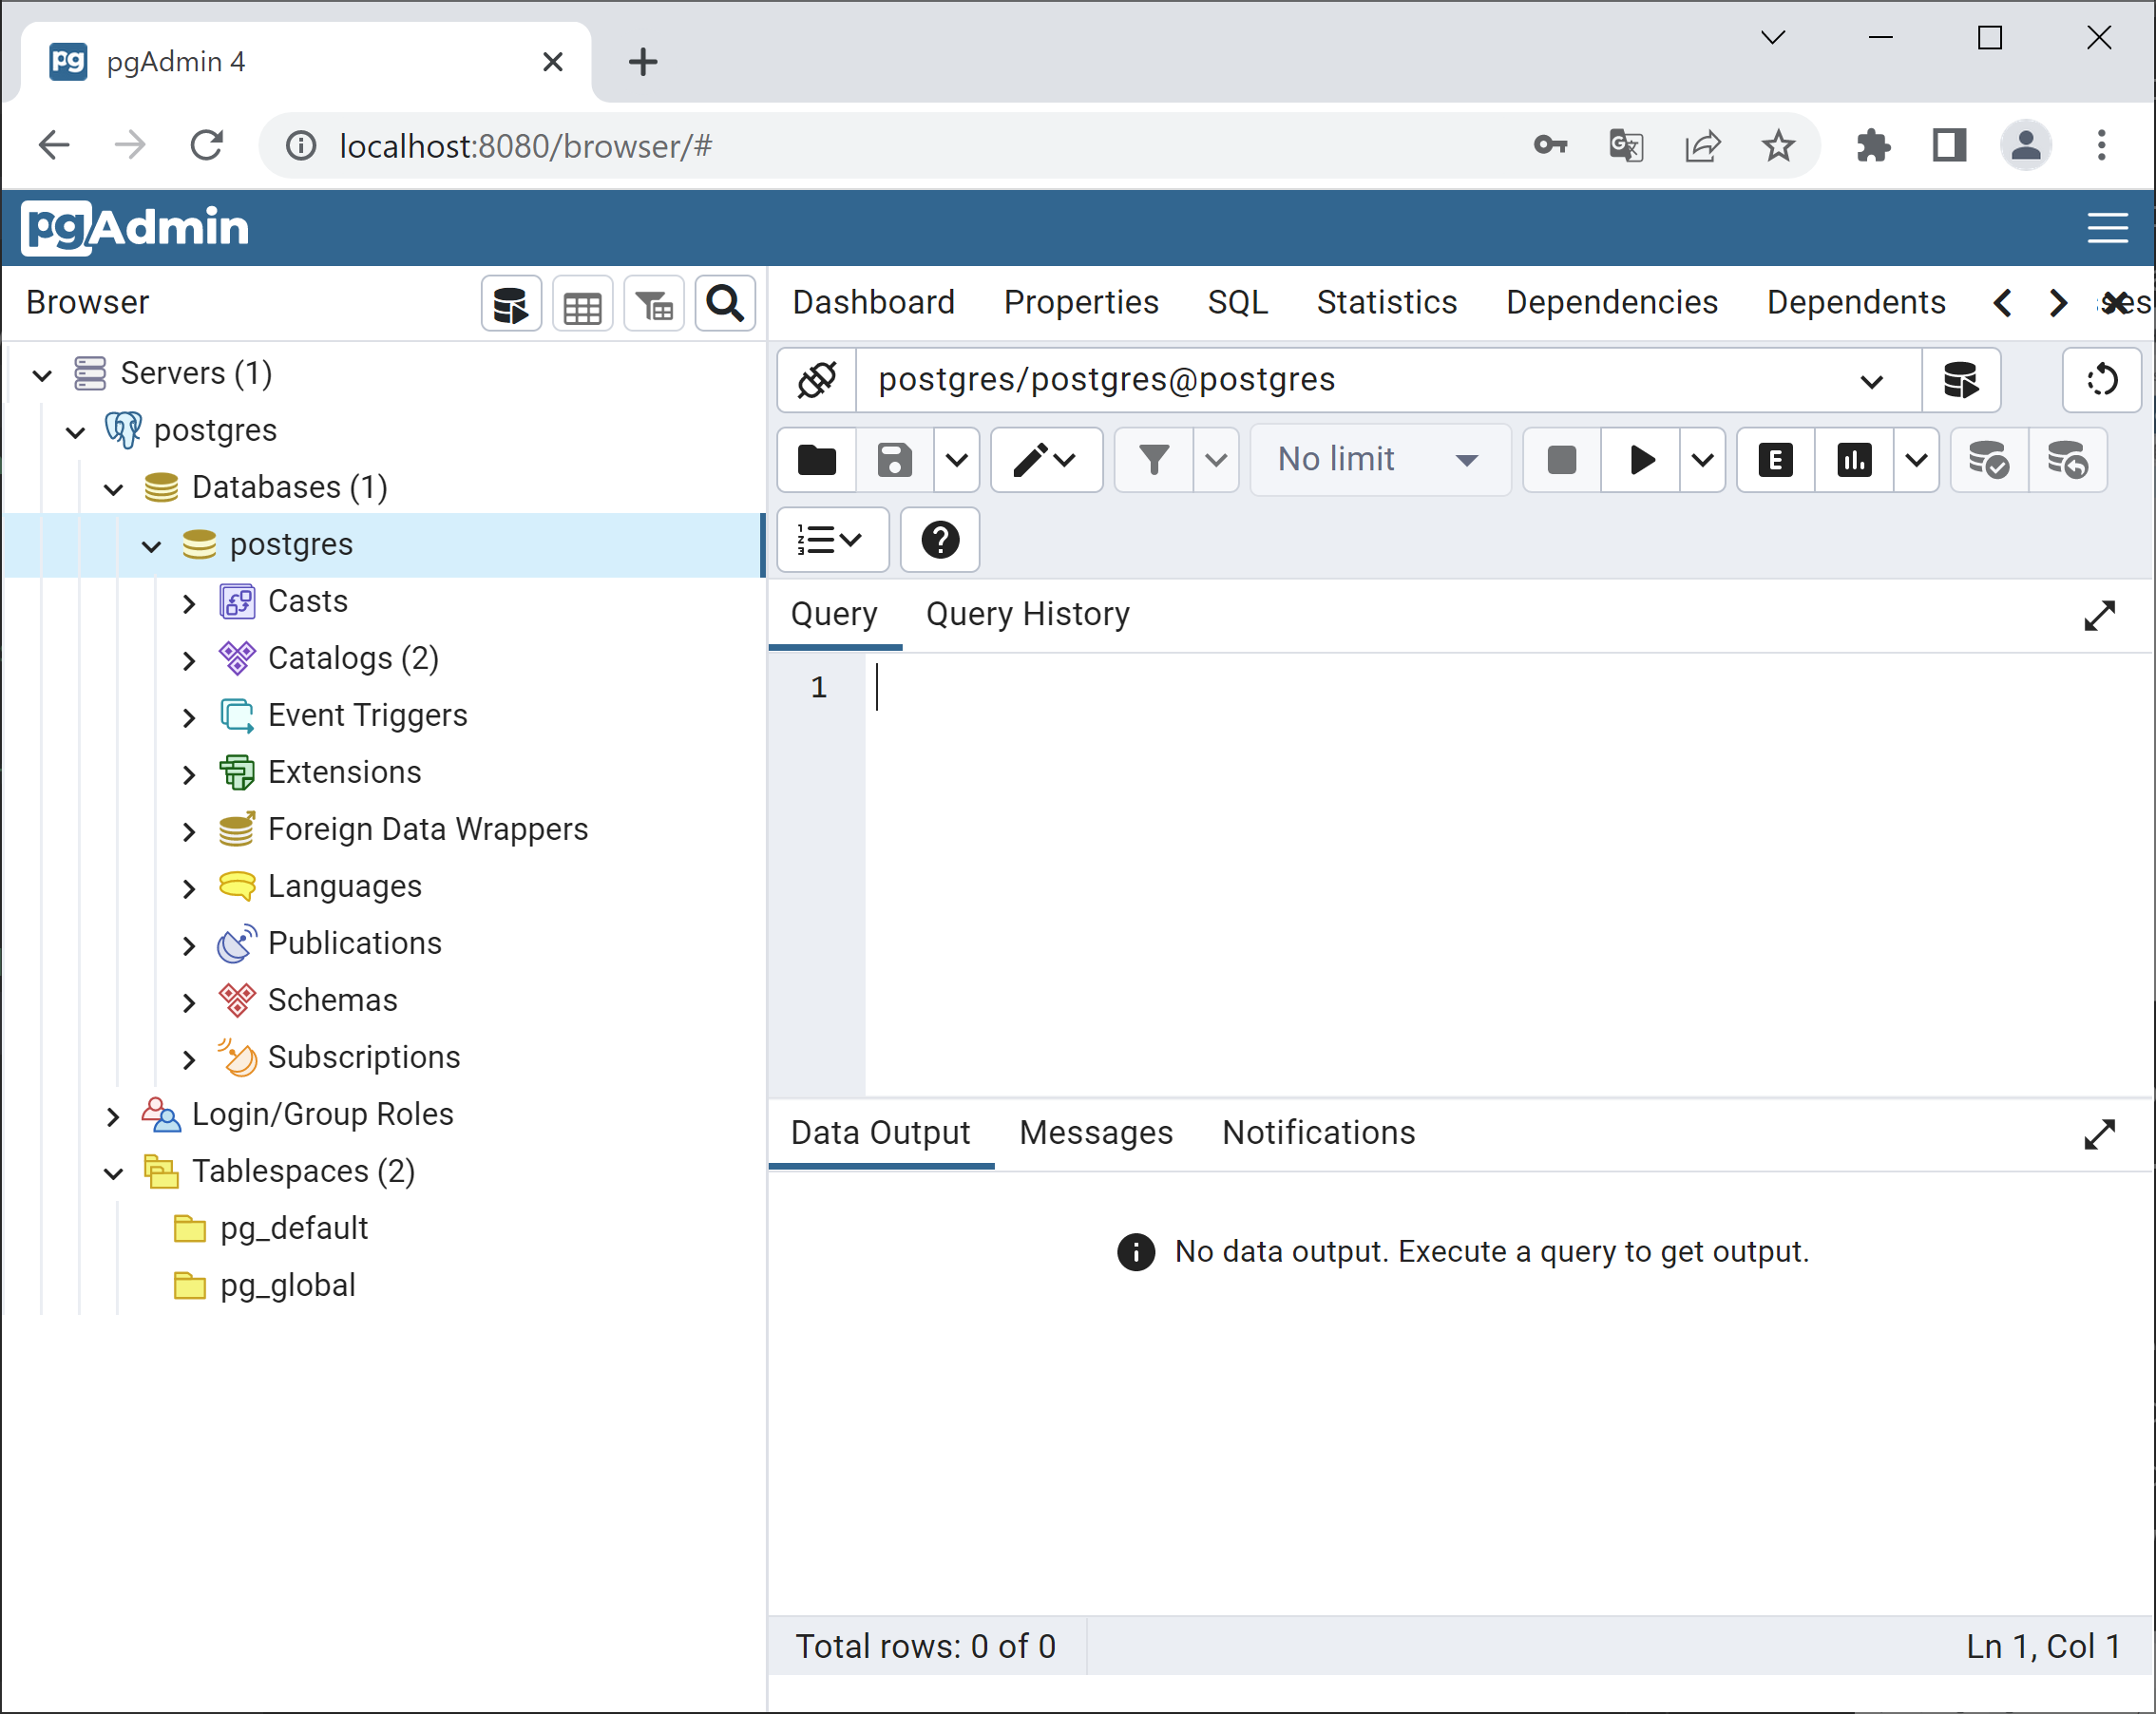 pgAdmin 4
localhost:8080/browser/#
pgAdmin
Browser
Dashboard Properties SQL Statistics Dependencies Dependents
Servers (1)
postgres
Databases (1)
postgres
Casts
Catalogs (2)
Event Triggers
Extensions
Foreign Data Wrappers
Languages
Publications
Schemas
Subscriptions
Login/Group Roles
Tablespaces (2)
pg_default
pg_global
postgres/postgres@postgres
No limit
E
Query Query History
1
Data Output Messages Notifications
No data output. Execute a query to get output.
Total rows: 0 of 0
Ln 1, Col 1